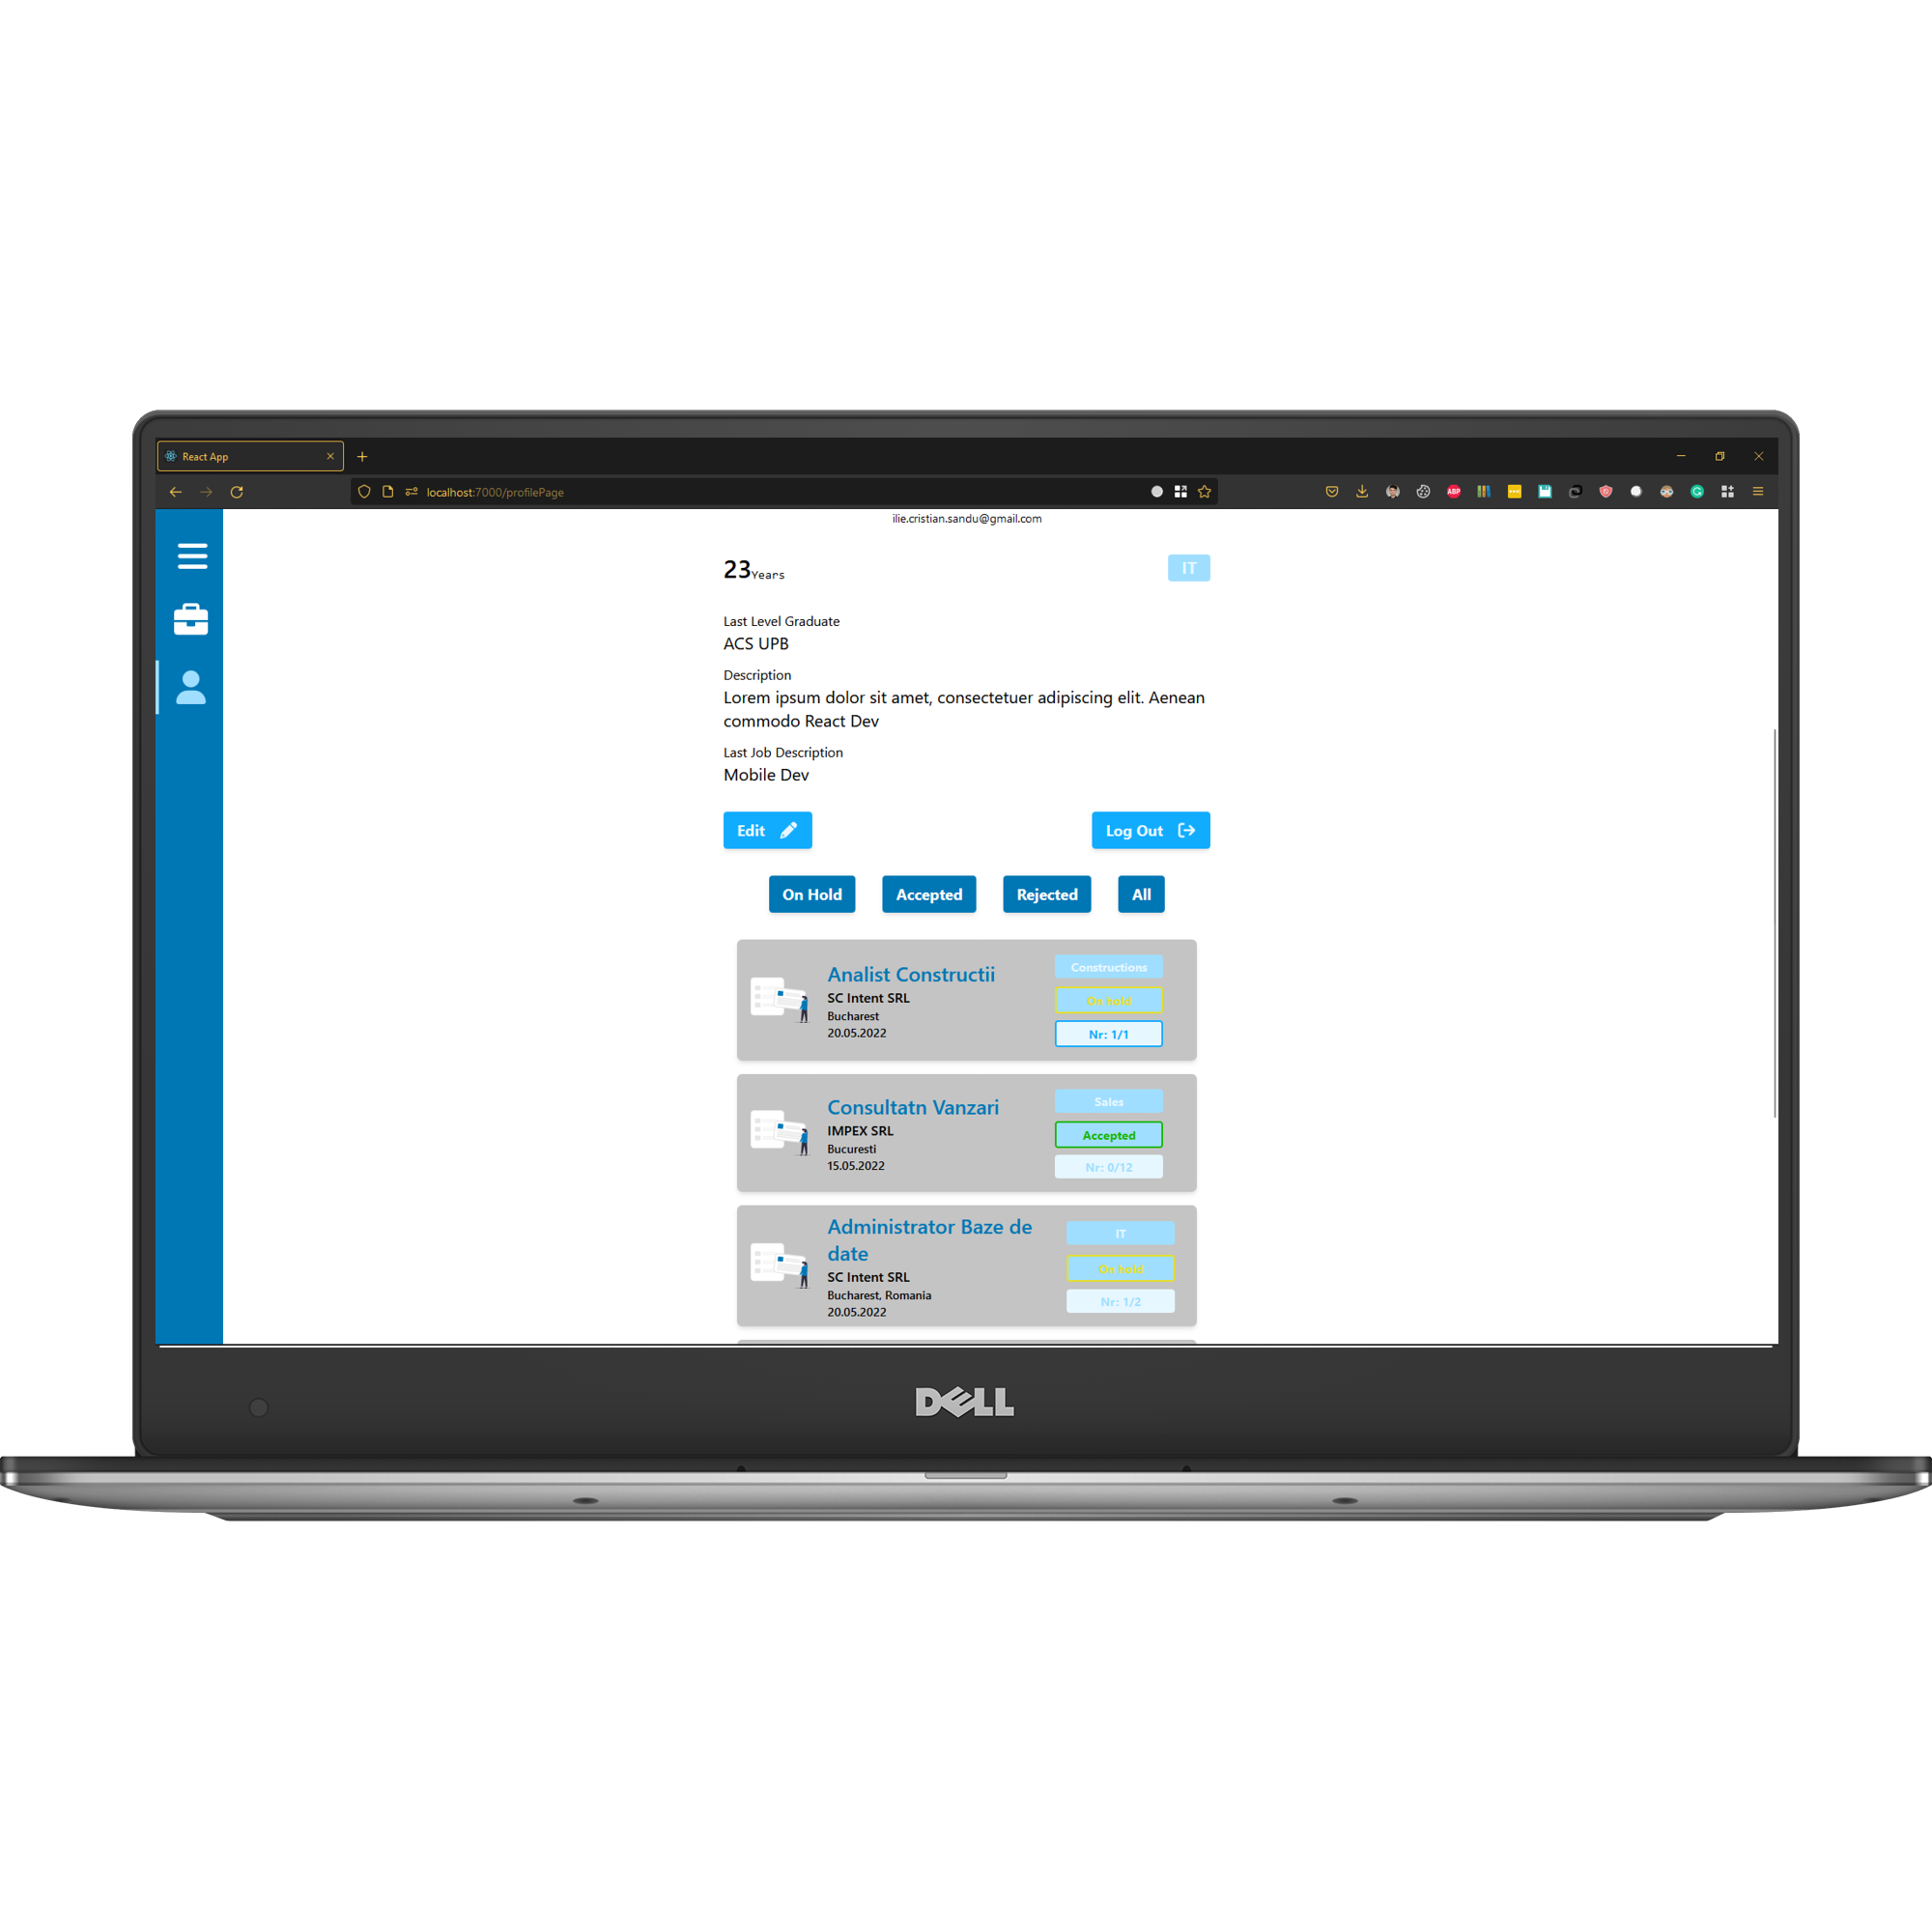 React App
localhost:7000/profilePage
ABP
ilie.cristian.sandu@gmail.com
23Years
IT
Last Level Graduate
ACS UPB
Description
Lorem ipsum dolor sit amet, consectetuer adipiscing elit. Aenean
commodo React Dev
Last Job Description
Mobile Dev
Edit
Log Out
On Hold
Accepted
Rejected
All
Analist Constructii
SC Intent SRL
Bucharest
20.05.2022
Constructions
On hold
Nr: 1/1
Consultatn Vanzari
IMPEX SRL
Bucuresti
15.05.2022
Sales
Accepted
Nr: 0/12
Administrator Baze de
date
SC Intent SRL
Bucharest, Romania
20.05.2022
IT
On hold
Nr: 1/2
DELL